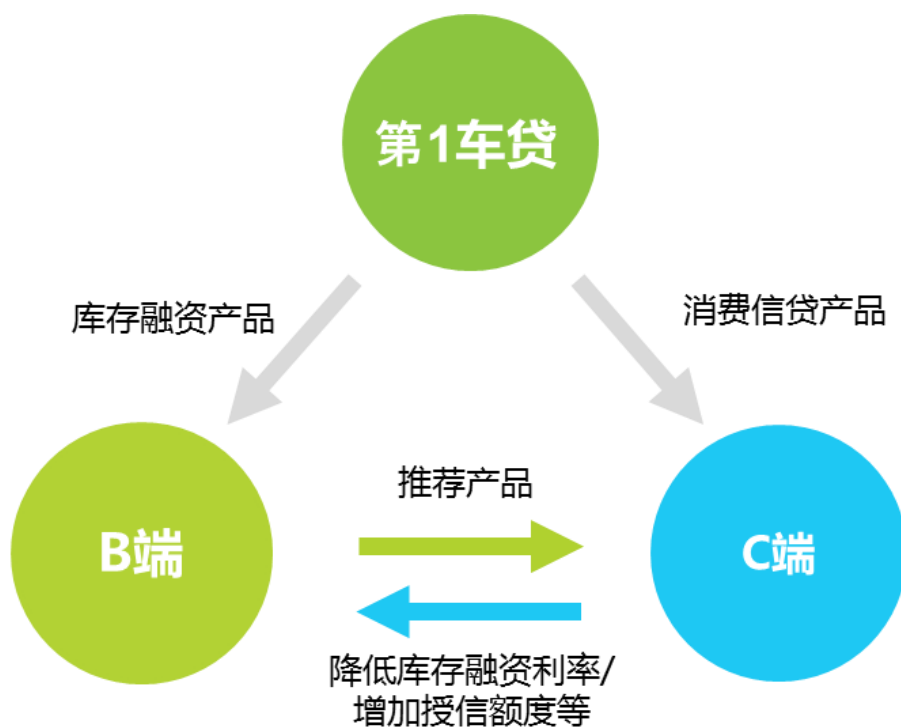 第1车贷
库存融资产品
消费信贷产品
推荐产品
B端
C端
降低库存融资利率/
增加授信额度等